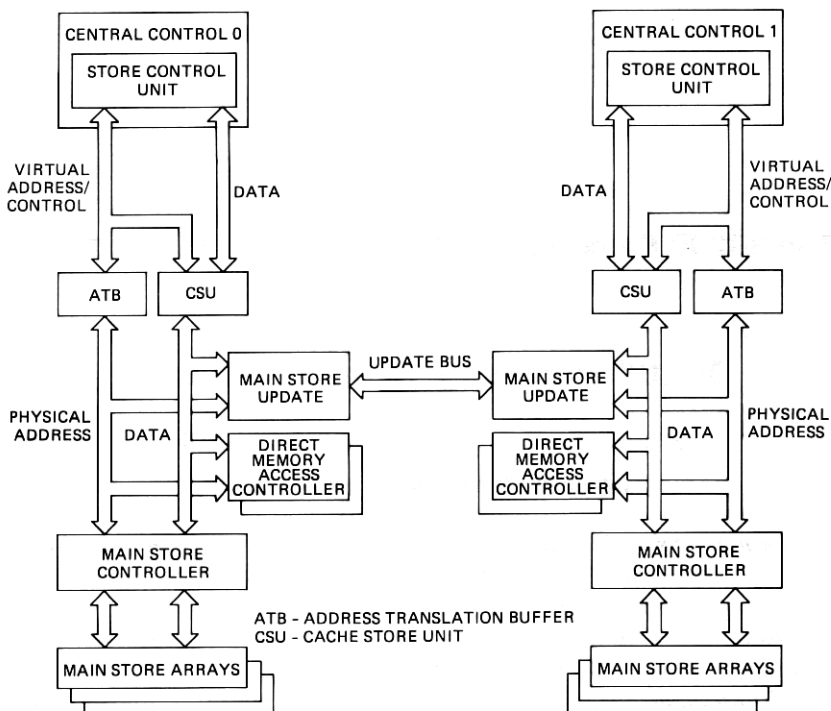 CENTRAL CONTROL 0
STORE CONTROL
UNIT
VIRTUAL
ADDRESS/
CONTROL
DATA
ATB
CSU
MAIN STORE
UPDATE
PHYSICAL
ADDRESS
DATA
DIRECT
MEMORY
ACCESS
CONTROLLER
MAIN STORE
CONTROLLER
MAIN STORE ARRAYS
UPDATE BUS
CENTRAL CONTROL 1
STORE CONTROL
UNIT
DATA
VIRTUAL
ADDRESS/
CONTROL
CSU
ATB
MAIN STORE
UPDATE
DATA
PHYSICAL
ADDRESS
DIRECT
MEMORY
ACCESS
CONTROLLER
MAIN STORE
CONTROLLER
MAIN STORE ARRAYS
ATB - ADDRESS TRANSLATION BUFFER
CSU - CACHE STORE UNIT